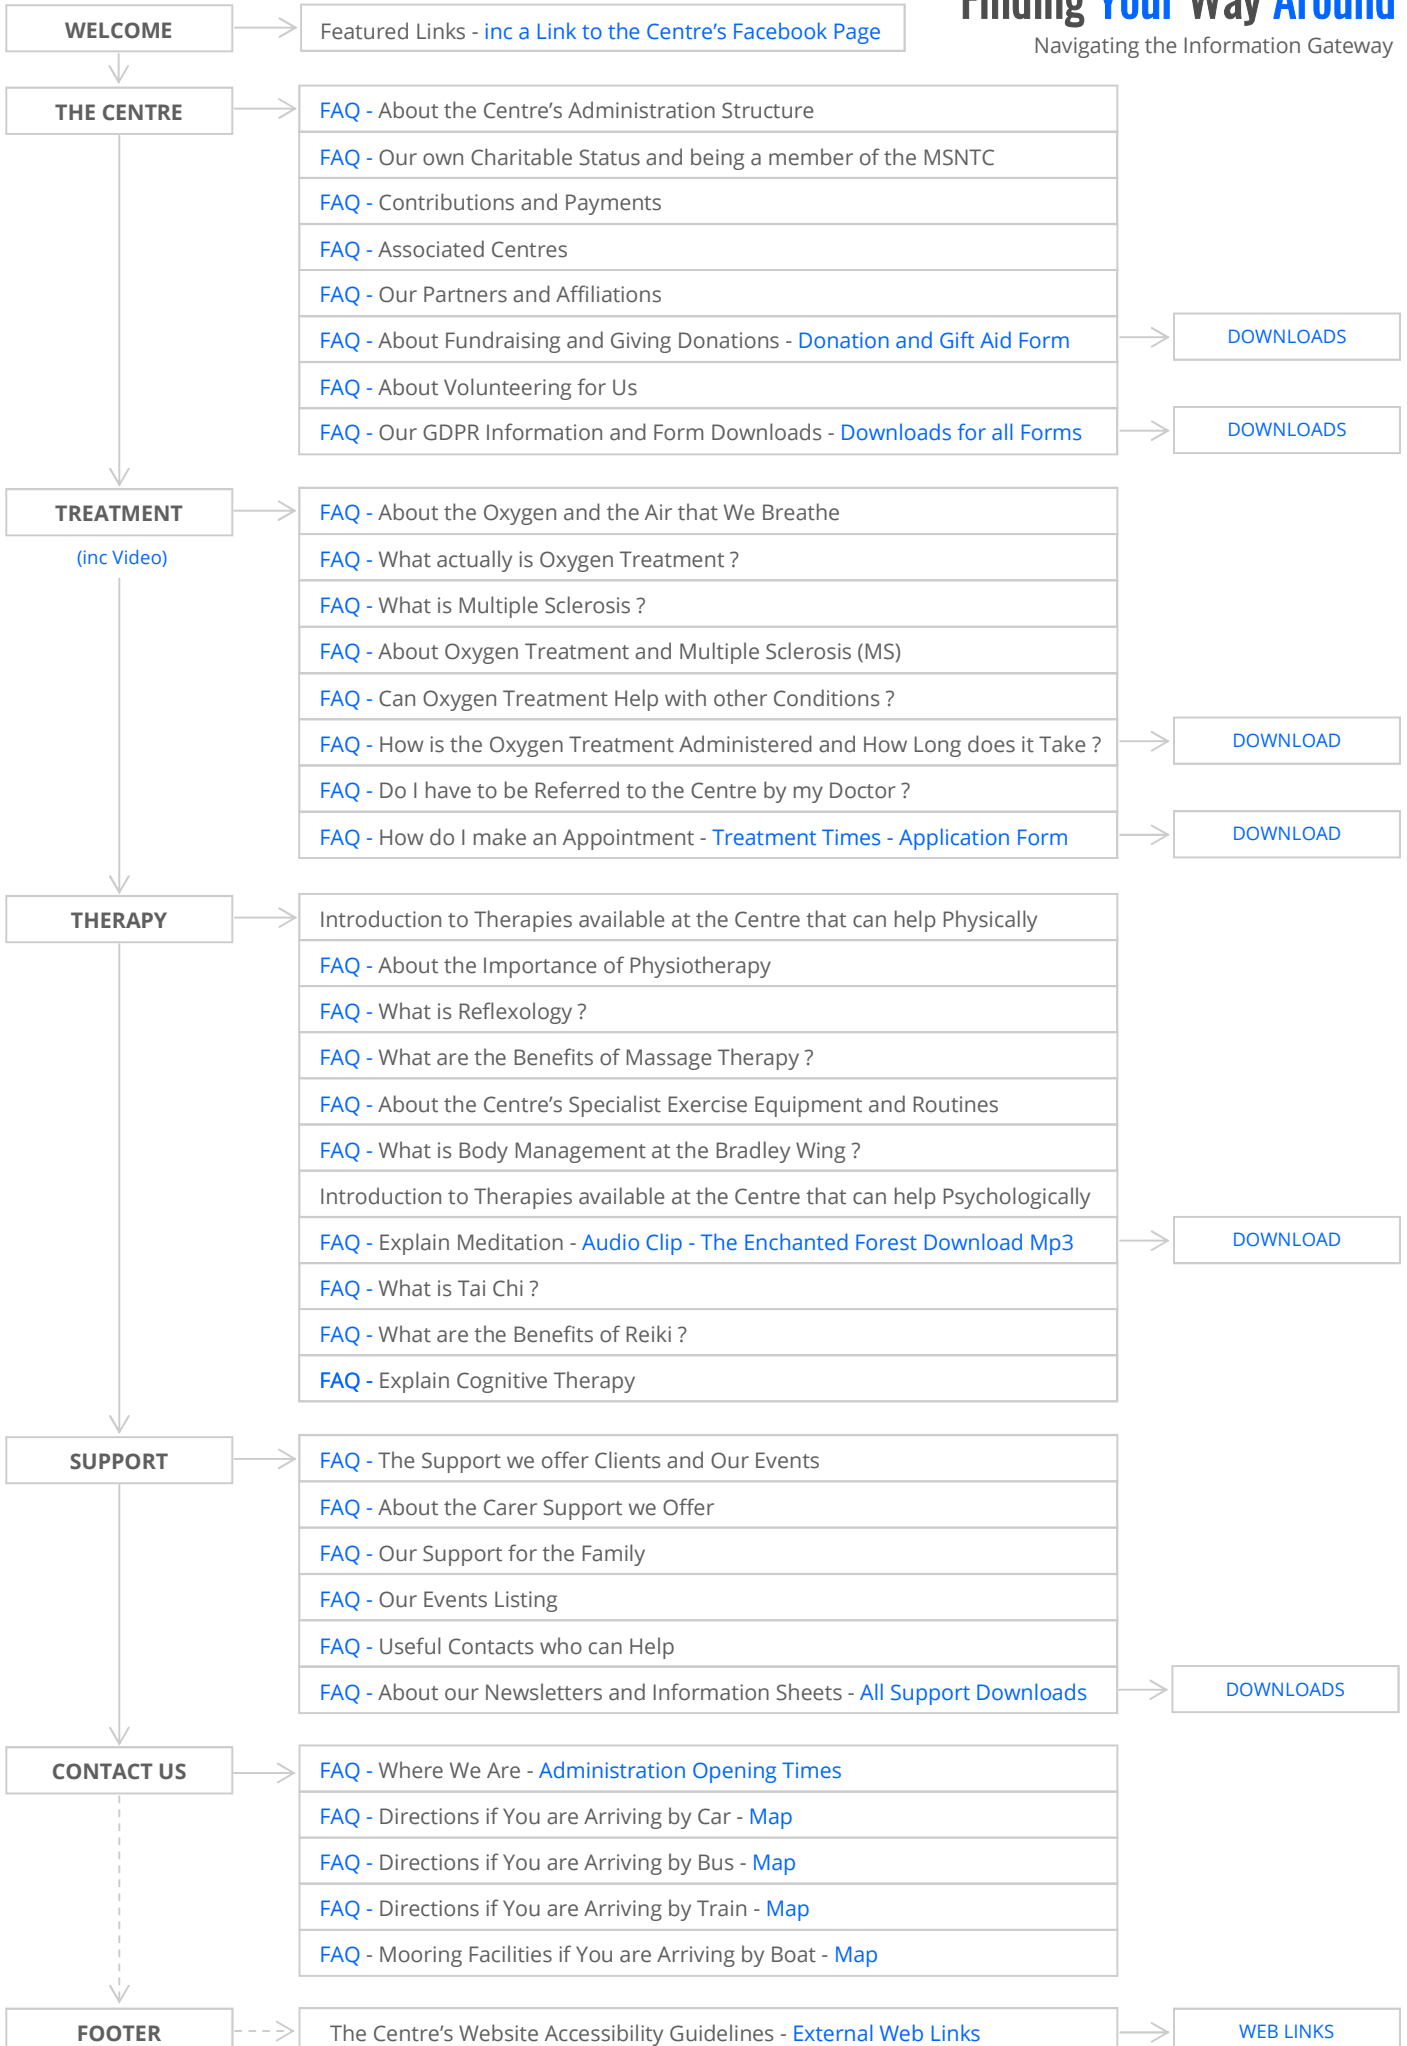 Finding Your Way Around
Navigating the Information Gateway
WELCOME
Featured Links - inc a Link to the Centre’s Facebook Page
THE CENTRE
FAQ - About the Centre’s Administration Structure
FAQ - Our own Charitable Status and being a member of the MSNTC
FAQ - Contributions and Payments
FAQ - Associated Centres
FAQ - Our Partners and Affiliations
FAQ - About Fundraising and Giving Donations - Donation and Gift Aid Form
DOWNLOADS
FAQ - About Volunteering for Us
FAQ - Our GDPR Information and Form Downloads - Downloads for all Forms
DOWNLOADS
TREATMENT
(inc Video)
FAQ - About the Oxygen and the Air that We Breathe
FAQ - What actually is Oxygen Treatment ?
FAQ - What is Multiple Sclerosis ?
FAQ - About Oxygen Treatment and Multiple Sclerosis (MS)
FAQ - Can Oxygen Treatment Help with other Conditions ?
FAQ - How is the Oxygen Treatment Administered and How Long does it Take ?
DOWNLOAD
FAQ - Do I have to be Referred to the Centre by my Doctor ?
FAQ - How do I make an Appointment - Treatment Times - Application Form
DOWNLOAD
THERAPY
Introduction to Therapies available at the Centre that can help Physically
FAQ - About the Importance of Physiotherapy
FAQ - What is Reflexology ?
FAQ - What are the Benefits of Massage Therapy ?
FAQ - About the Centre’s Specialist Exercise Equipment and Routines
FAQ - What is Body Management at the Bradley Wing ?
Introduction to Therapies available at the Centre that can help Psychologically
FAQ - Explain Meditation - Audio Clip - The Enchanted Forest Download Mp3
DOWNLOAD
FAQ - What is Tai Chi ?
FAQ - What are the Benefits of Reiki ?
FAQ - Explain Cognitive Therapy
SUPPORT
FAQ - The Support we offer Clients and Our Events
FAQ - About the Carer Support we Offer
FAQ - Our Support for the Family
FAQ - Our Events Listing
FAQ - Useful Contacts who can Help
FAQ - About our Newsletters and Information Sheets - All Support Downloads
DOWNLOADS
CONTACT US
FAQ - Where We Are - Administration Opening Times
FAQ - Directions if You are Arriving by Car - Map
FAQ - Directions if You are Arriving by Bus - Map
FAQ - Directions if You are Arriving by Train - Map
FAQ - Mooring Facilities if You are Arriving by Boat - Map
FOOTER
The Centre’s Website Accessibility Guidelines - External Web Links
WEB LINKS